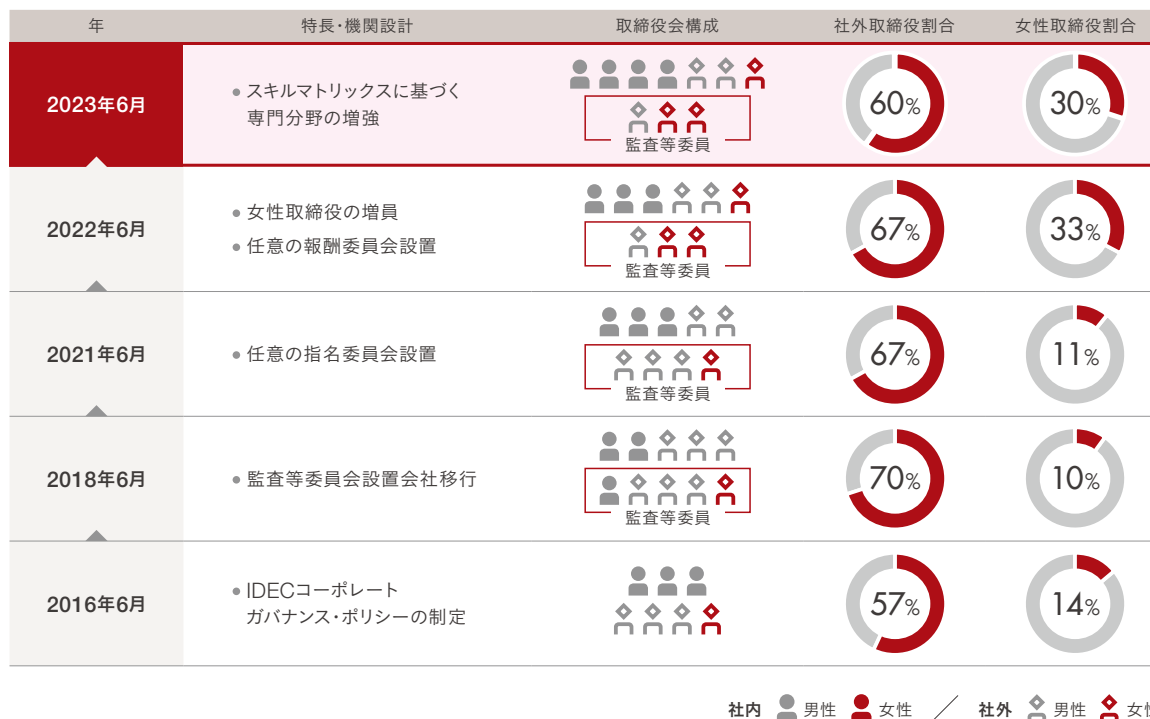 年 特長・機関設計 取締役会構成 社外取締役割合 女性取締役割合
2023年6月
● スキルマトリックスに基づく
専門分野の増強
監査等委員
60%
30%
2022年6月
● 女性取締役の増員
● 任意の報酬委員会設置
監査等委員
67%
33%
2021年6月
● 任意の指名委員会設置
監査等委員
67%
11%
2018年6月
● 監査等委員会設置会社移行
監査等委員
70%
10%
2016年6月
● IDECコーポレート
ガバナンス・ポリシーの制定
57%
14%
社内 男性 女性 ／ 社外 男性 女性